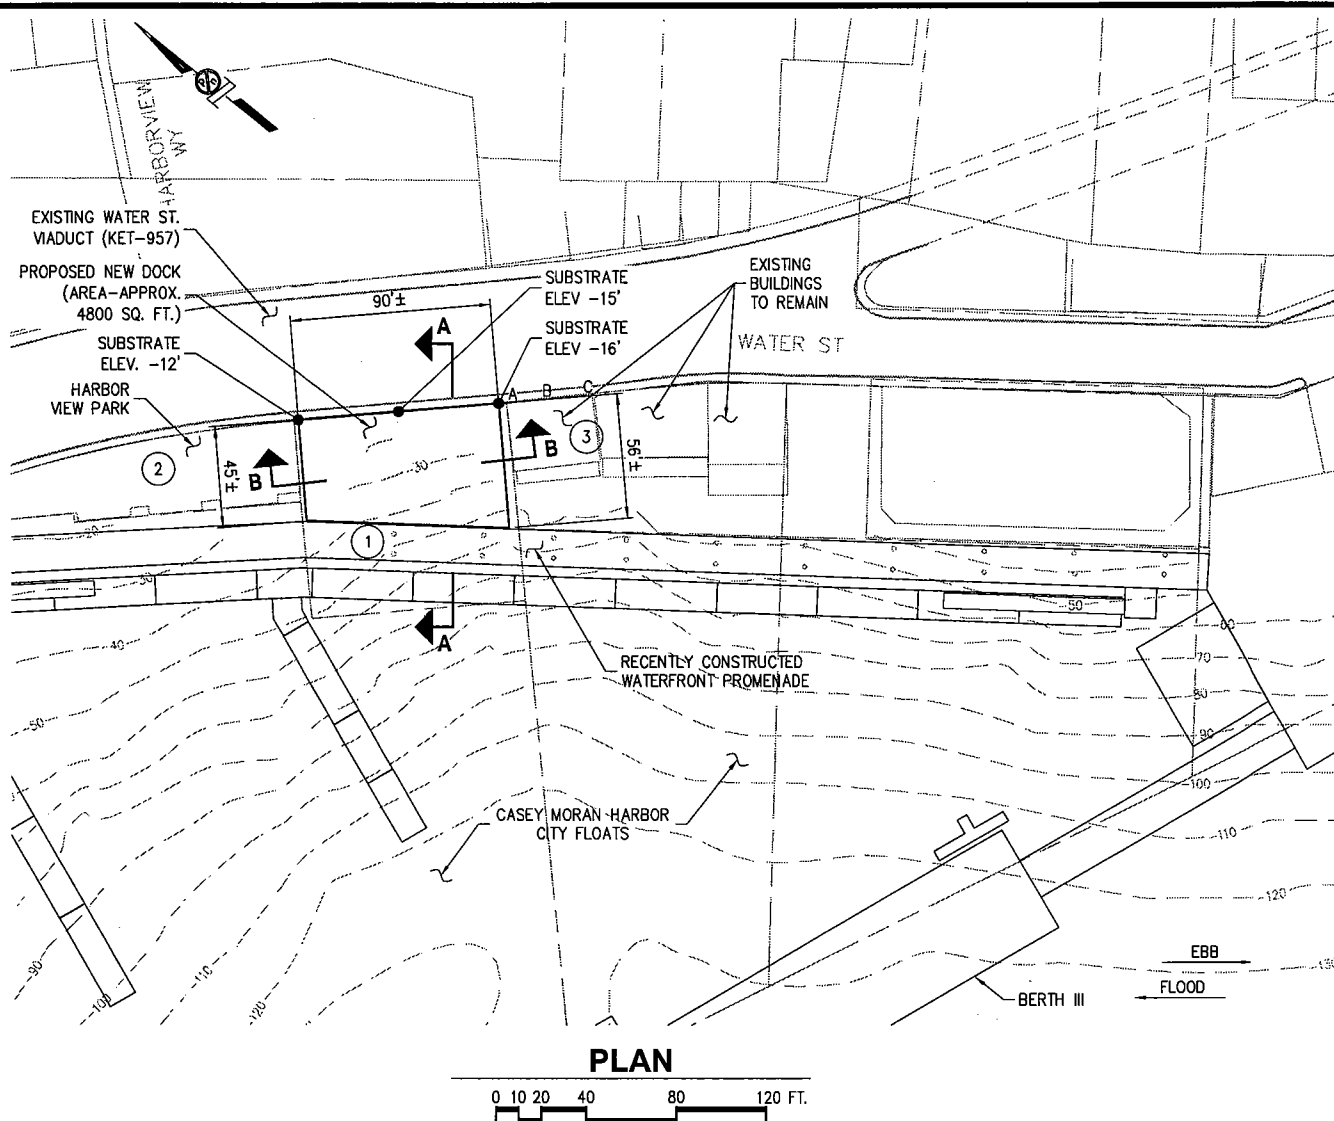 HARBORVIEW
WY
EXISTING WATER ST.
VIADUCT (KET-957)
PROPOSED NEW DOCK
(AREA-APPROX.
4800 SQ. FT.)
SUBSTRATE
ELEV. -12'
HARBOR
VIEW PARK
90'±
A
SUBSTRATE
ELEV -15'
SUBSTRATE
ELEV -16'
EXISTING
BUILDINGS
TO REMAIN
WATER ST
A B C
2
45'±
B
-30
B
3
56'±
-20
1
30
-50
-40
A
60
-70
RECENTLY CONSTRUCTED
WATERFRONT PROMENADE
80
-50
-90
-100
CASEY MORAN HARBOR
CITY FLOATS
-110
-120
-90
-100
-110
-120
EBB
-130
FLOOD
BERTH III
PLAN
0 10 20 40 80 120 FT.